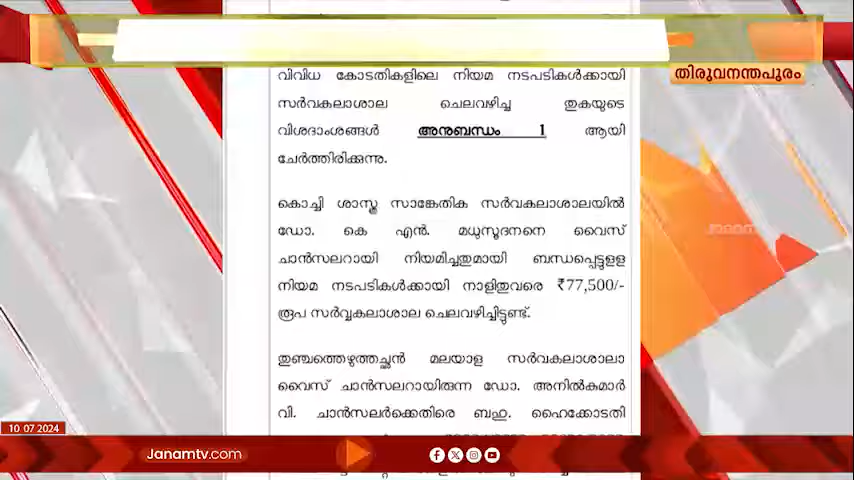 തിരുവനന്തപുരം
വിവിധ കോടതികളിലെ നിയമ നടപടികൾക്കായി
സർവകലാശാല ചെലവഴിച്ച തുകയുടെ
വിശദാംശങ്ങൾ അനുബന്ധം 1 ആയി
ചേർത്തിരിക്കുന്നു.
കൊച്ചി ശാസ്ത്ര സാങ്കേതിക സർവകലാശാലയിൽ
ഡോ. കെ എൻ. മധുസൂദനനെ വൈസ്
ചാൻസലറായി നിയമിച്ചതുമായി ബന്ധപ്പെട്ടുളള
നിയമ നടപടികൾക്കായി നാളിതുവരെ ₹77,500/-
രൂപ സർവ്വകലാശാല ചെലവഴിച്ചിട്ടുണ്ട്.
തുഞ്ചത്തെഴുത്തച്ഛൻ മലയാള സർവകലാശാലാ
വൈസ് ചാൻസലറായിരുന്ന ഡോ. അനിൽകുമാർ
വി. ചാൻസലർക്കെതിരെ ബഹു. ഹൈക്കോടതി
10 07 2024
Janamtv.com